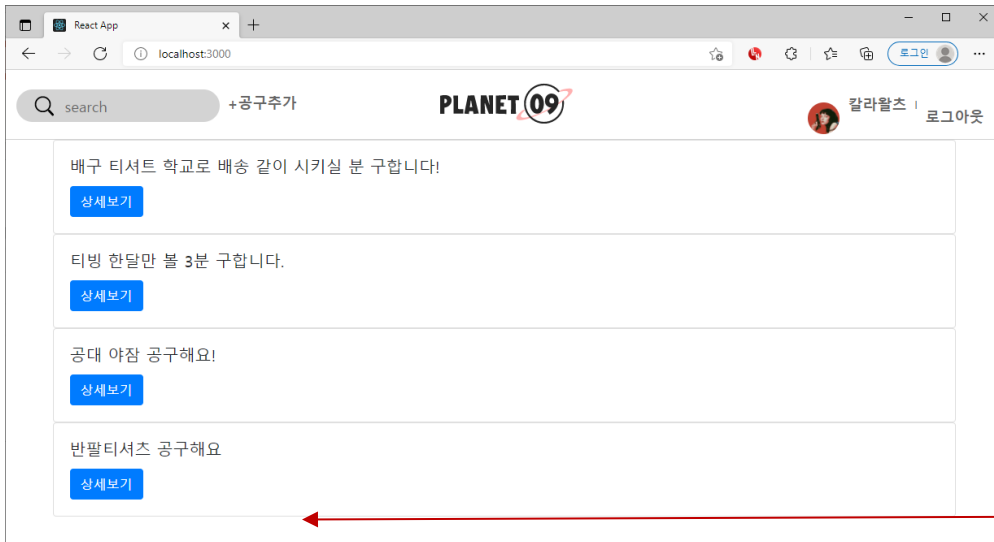 React App
localhost:3000
로그인
search
+공구추가
PLANET 09
칼라왈츠
로그아웃
배구 티셔트 학교로 배송 같이 시키실 분 구합니다!
상세보기
티빙 한달만 볼 3분 구합니다.
상세보기
공대 야잠 공구해요!
상세보기
반팔티셔츠 공구해요
상세보기